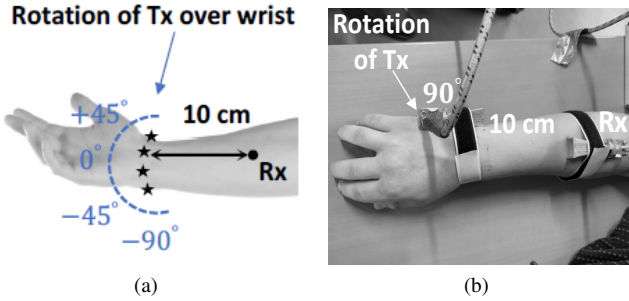 Rotation of Tx over wrist
+45°
10 cm
0°
Rx
−45°
−90°
(a)
Rotation
of Tx
90°
10 cm
Rx
(b)